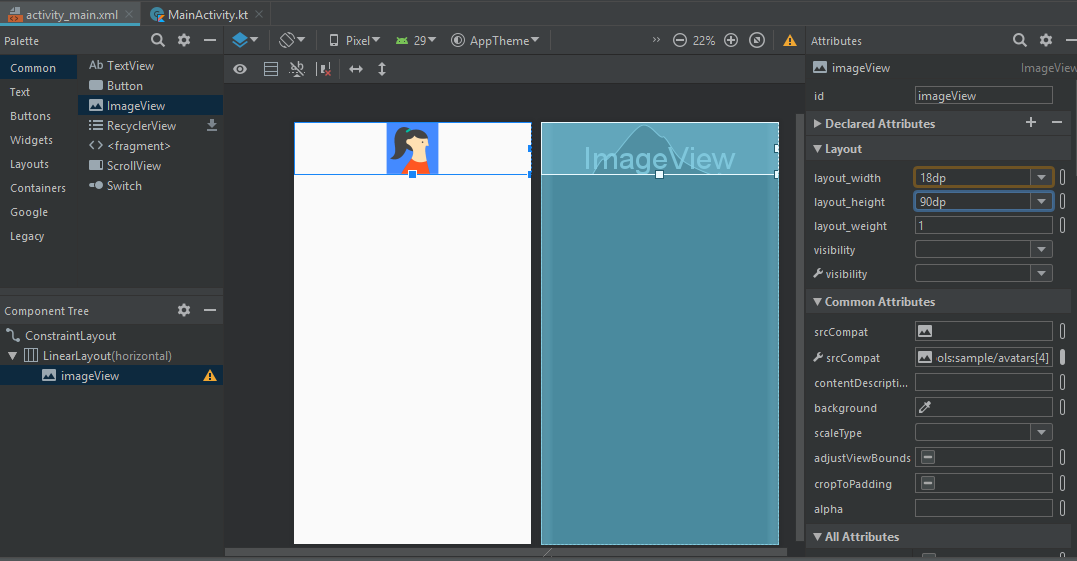 activity_main.xml
MainActivity.kt
Palette
Common
Text
Buttons
Widgets
Layouts
Containers
Google
Legacy
Ab TextView
Button
ImageView
RecyclerView
<fragment>
ScrollView
Switch
Component Tree
ConstraintLayout
LinearLayout(horizontal)
imageView
Pixel
29
AppTheme
»
22%
ImageView
Attributes
imageView
ImageView
id
imageView
Declared Attributes
Layout
layout_width
18dp
layout_height
90dp
layout_weight
1
visibility
visibility
Common Attributes
srcCompat
srcCompat
ols:sample/avatars[4]
contentDescripti...
background
scaleType
adjustViewBounds
cropToPadding
alpha
All Attributes